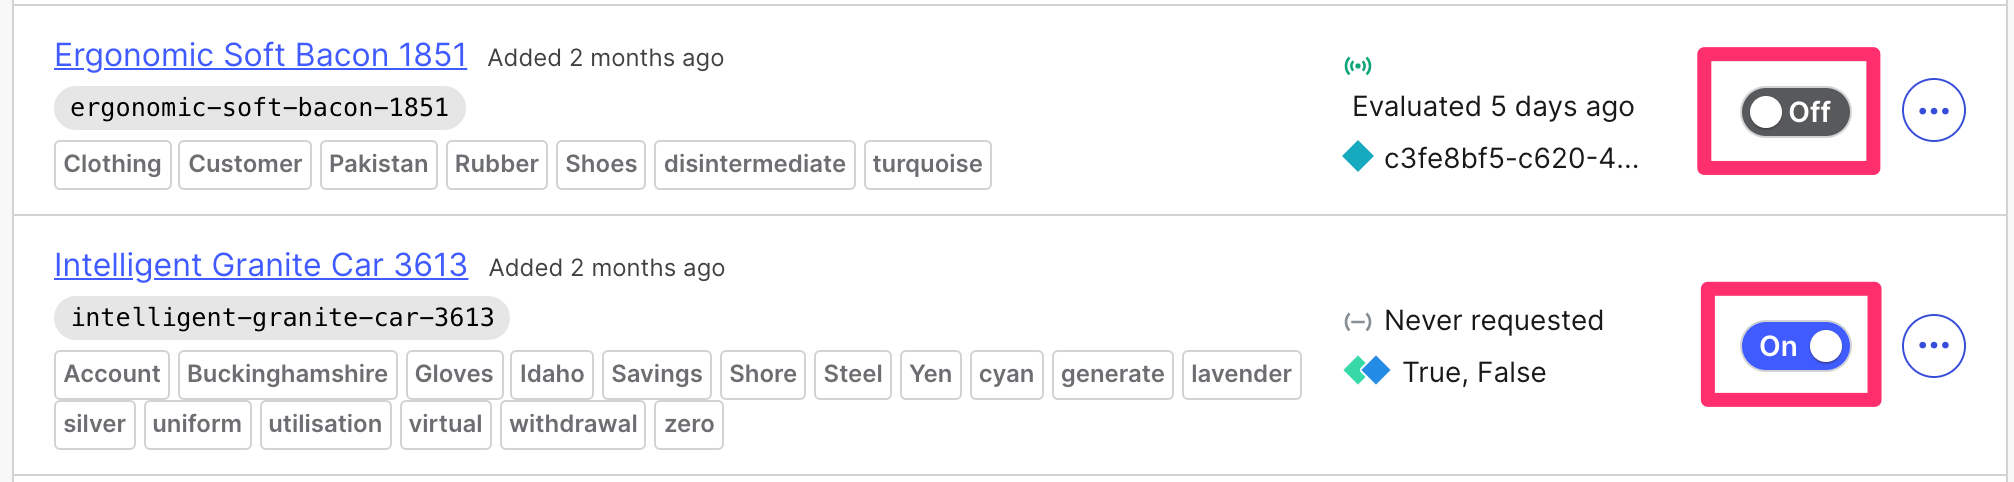 Ergonomic Soft Bacon 1851 Added 2 months ago
ergonomic-soft-bacon-1851
Clothing Customer Pakistan Rubber Shoes disintermediate turquoise
Evaluated 5 days ago
c3fe8bf5-c620-4...
Off
Intelligent Granite Car 3613 Added 2 months ago
intelligent-granite-car-3613
Account Buckinghamshire Gloves Idaho Savings Shore Steel Yen cyan generate lavender
silver uniform utilisation virtual withdrawal zero
Never requested
True, False
On